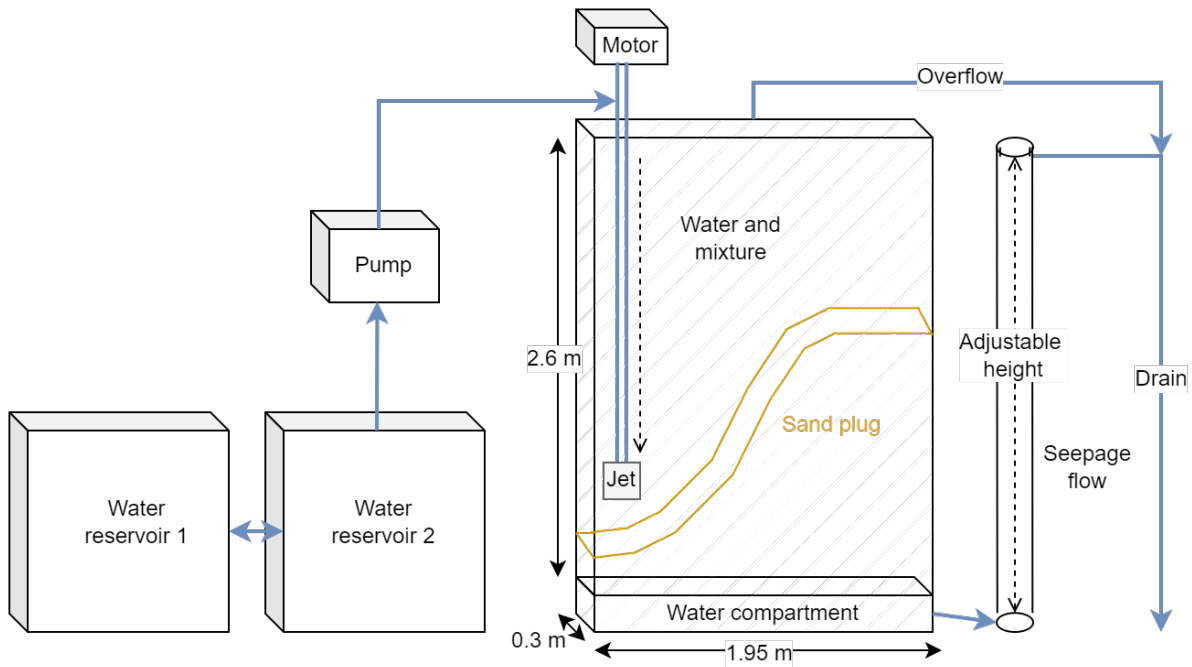 Motor
Overflow
Water and
mixture
Pump
2.6 m
Adjustable
height
Drain
Sand plug
Seepage
flow
Jet
Water
reservoir 1
Water
reservoir 2
Water compartment
0.3 m
1.95 m